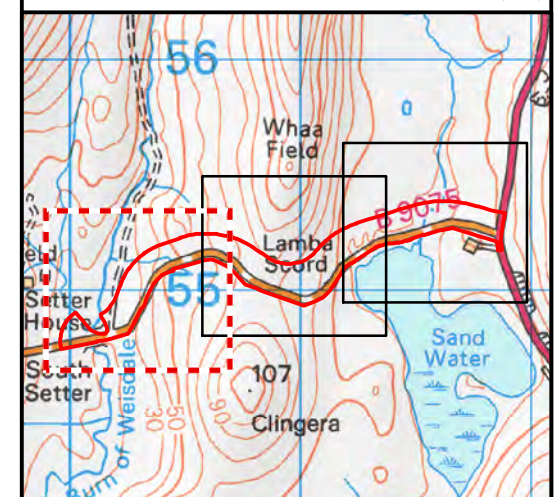 56
Whaa
Field
B 9075
Lamba
Scord
eld
55
Setter
House
Sand
Water
South
Setter
107
Clingera
50
30
90
Burn of Weisdale